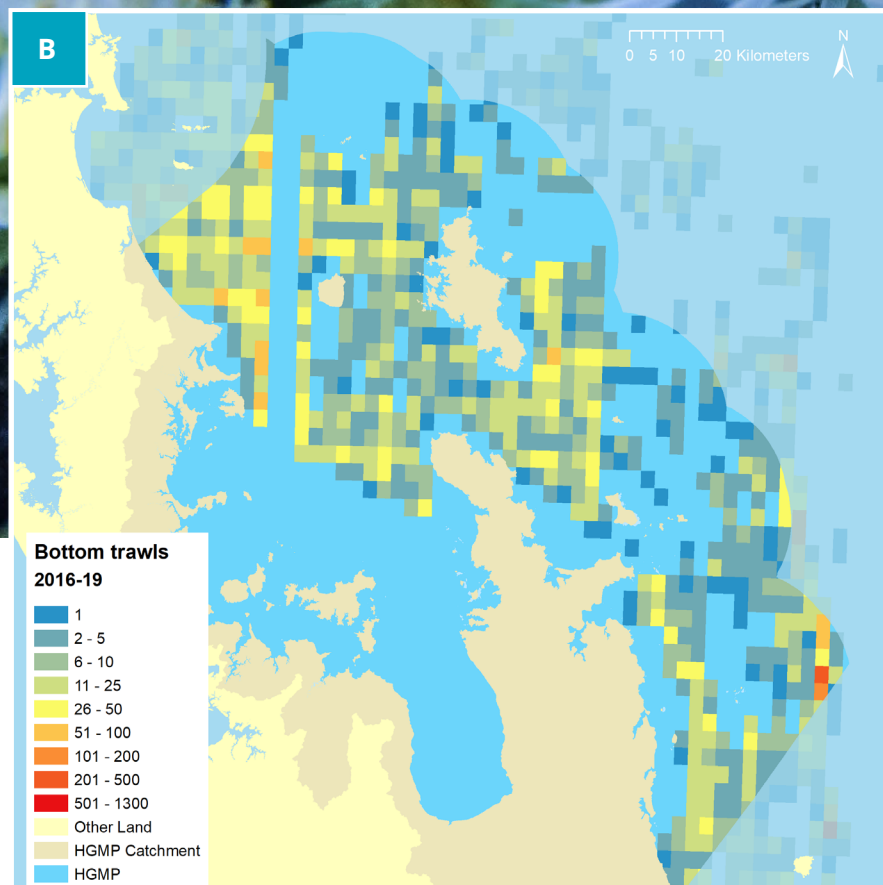 B
N
0 5 10 20 Kilometers
Bottom trawls
2016-19
1
2 - 5
6 - 10
11 - 25
26 - 50
51 - 100
101 - 200
201 - 500
501 - 1300
Other Land
HGMP Catchment
HGMP